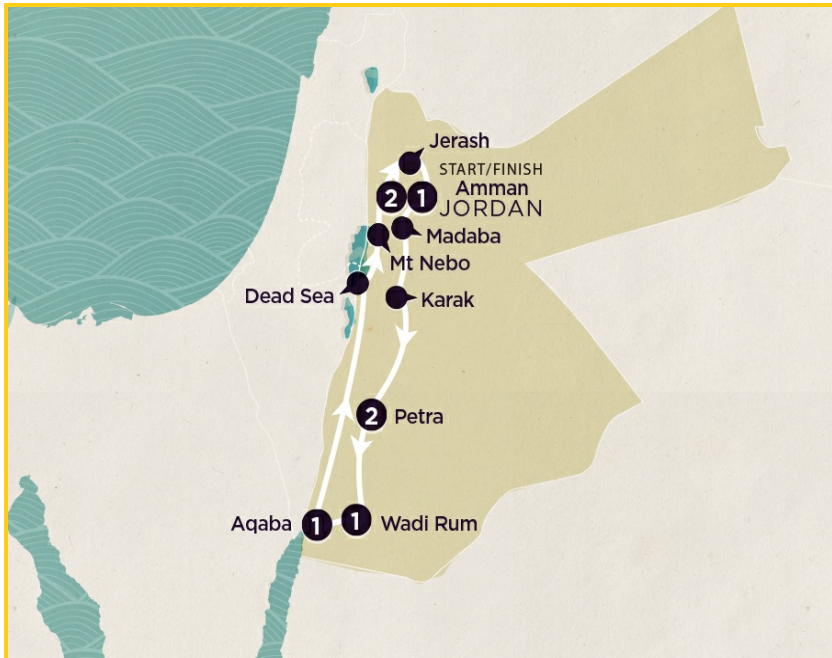 Jerash
START/FINISH
2 1 Amman
JORDAN
Madaba
Mt Nebo
Dead Sea
Karak
2 Petra
Aqaba 1 1 Wadi Rum